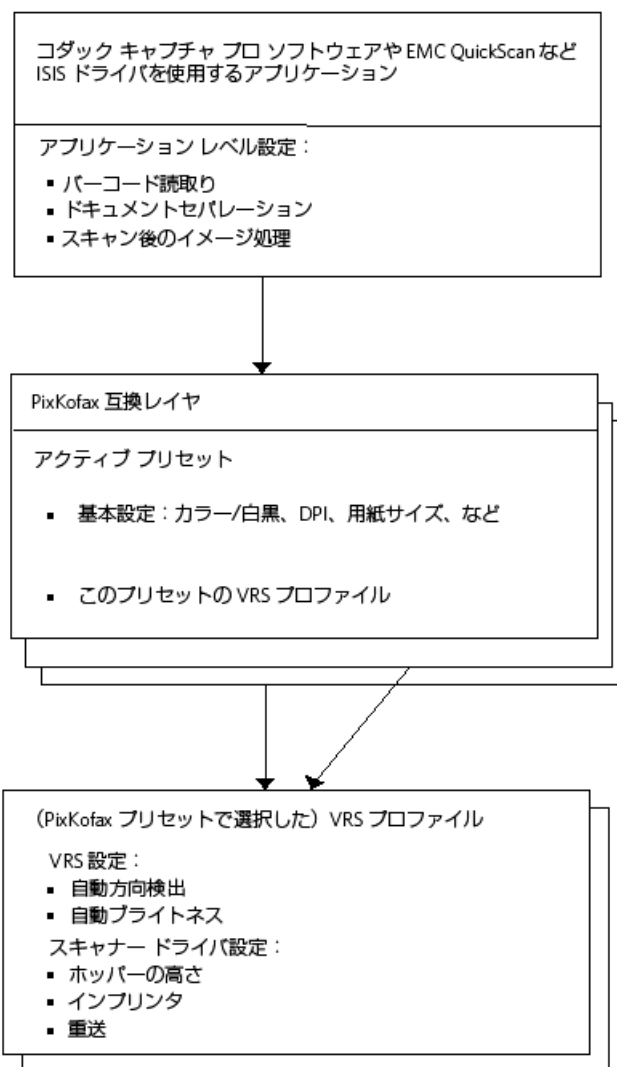 コダック キャプチャ プロ ソフトウェアや EMC QuickScan など
ISIS ドライバを使用するアプリケーション
アプリケーション レベル設定：
▪ バーコード読取り
▪ ドキュメントセパレーション
▪ スキャン後のイメージ処理
PixKofax 互換レイヤ
アクティブ プリセット
▪ 基本設定：カラー/白黒、DPI、用紙サイズ、など
▪ このプリセットの VRS プロファイル
（PixKofax プリセットで選択した）VRS プロファイル
VRS 設定：
▪ 自動方向検出
▪ 自動ブライトネス
スキャナー ドライバ設定：
▪ ホッパーの高さ
▪ インプリンタ
▪ 重送